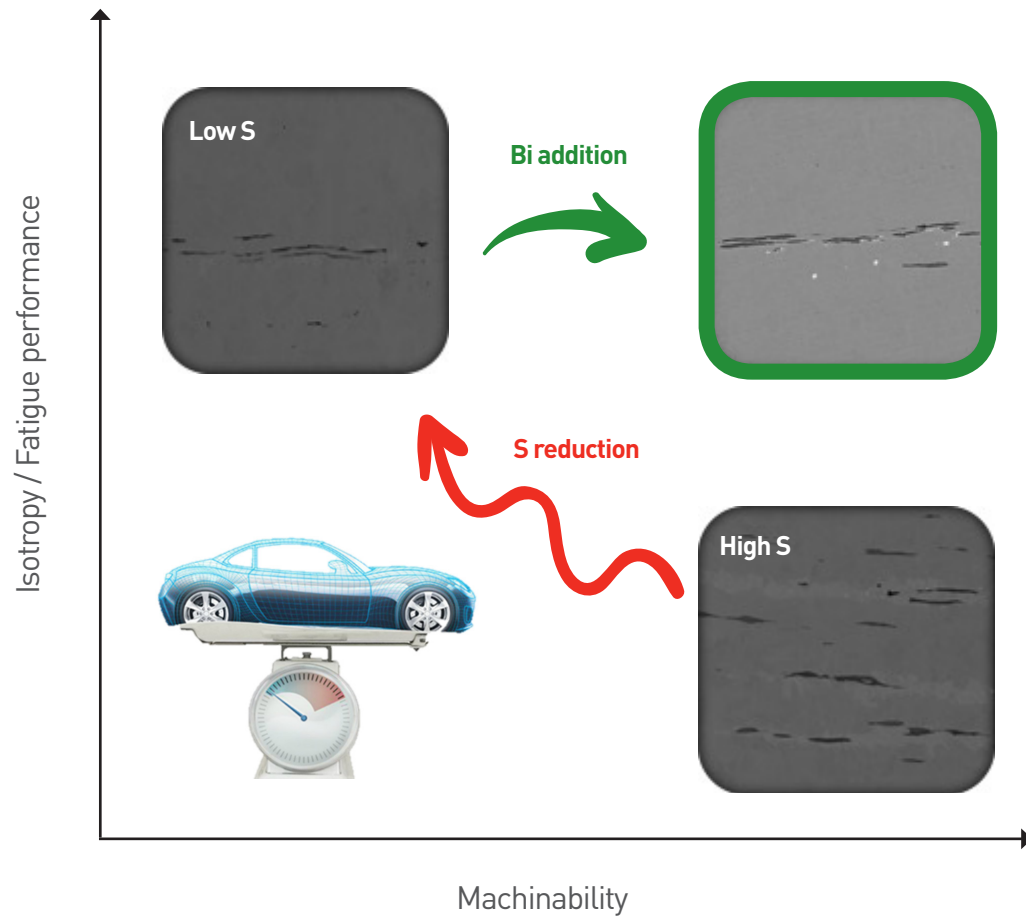 Low S
Bi addition
S reduction
High S
Isotropy / Fatigue performance
Machinability